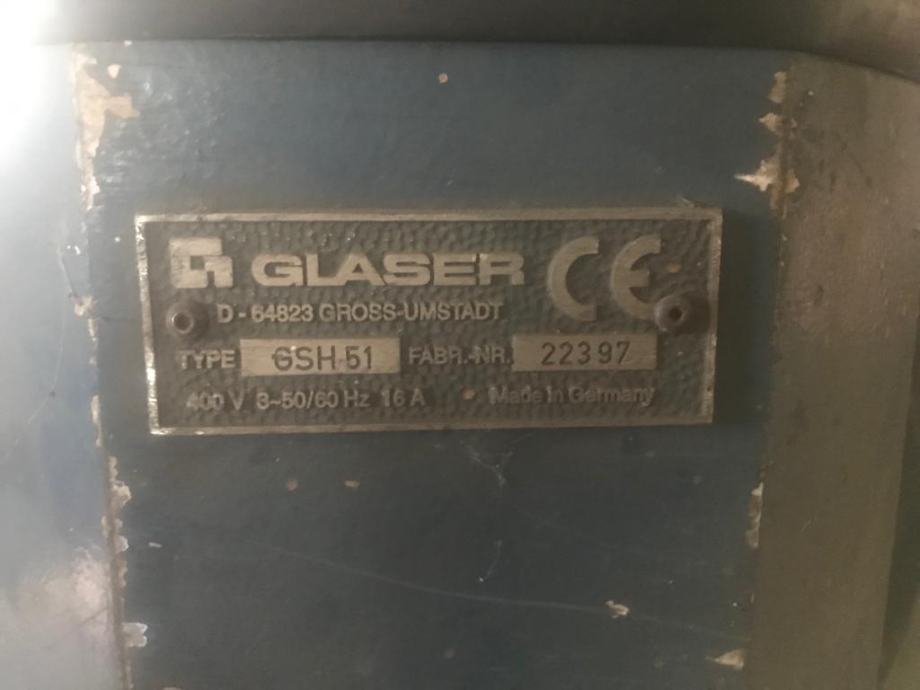 GLASER CE
D - 64823 GROSS-UMSTADT
TYPE GSH 51 FABR.-NR. 22397
400 V 3~50/60 Hz 16 A Made in Germany